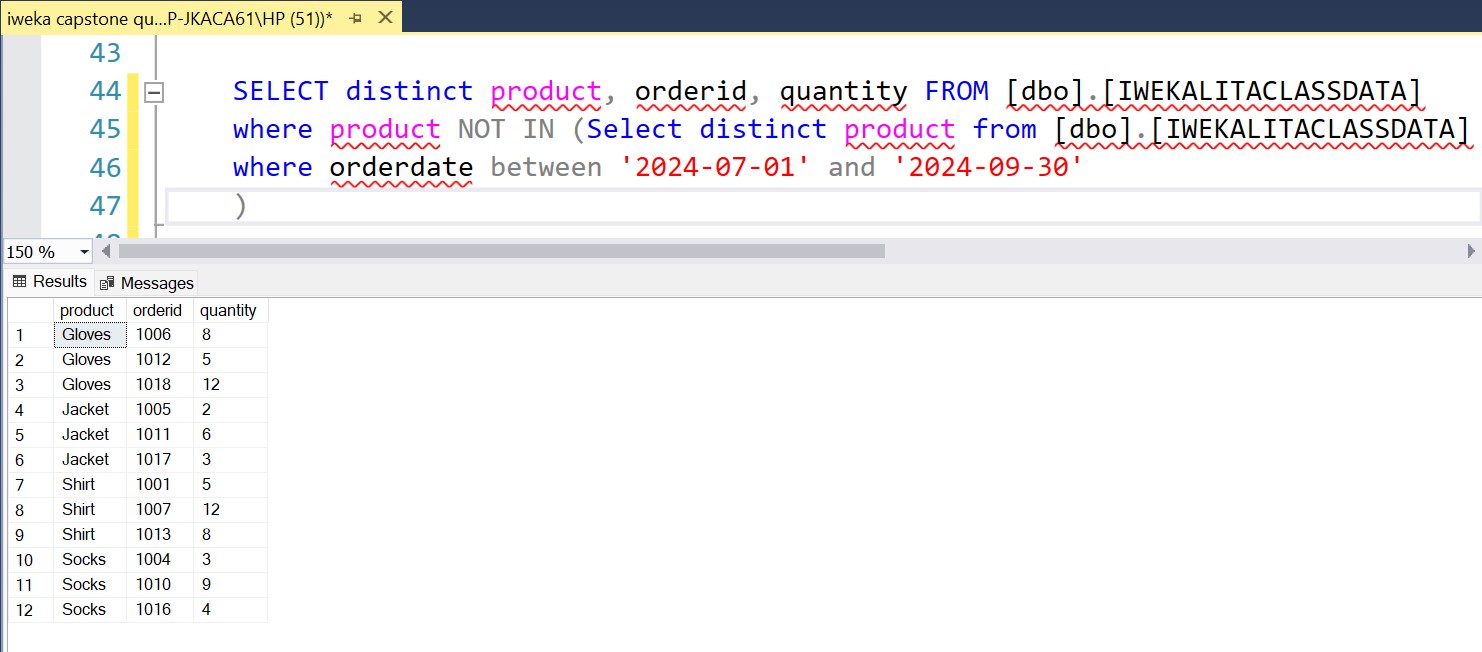 iweka capstone qu...P-JKACA61\HP (51))*
43
44 SELECT distinct product, orderid, quantity FROM [dbo].[IWEKALITACLASSDATA]
45 where product NOT IN (Select distinct product from [dbo].[IWEKALITACLASSDATA]
46 where orderdate between '2024-07-01' and '2024-09-30'
47 )
48
150 %
Results Messages
product orderid quantity
1 Gloves 1006 8
2 Gloves 1012 5
3 Gloves 1018 12
4 Jacket 1005 2
5 Jacket 1011 6
6 Jacket 1017 3
7 Shirt 1001 5
8 Shirt 1007 12
9 Shirt 1013 8
10 Socks 1004 3
11 Socks 1010 9
12 Socks 1016 4